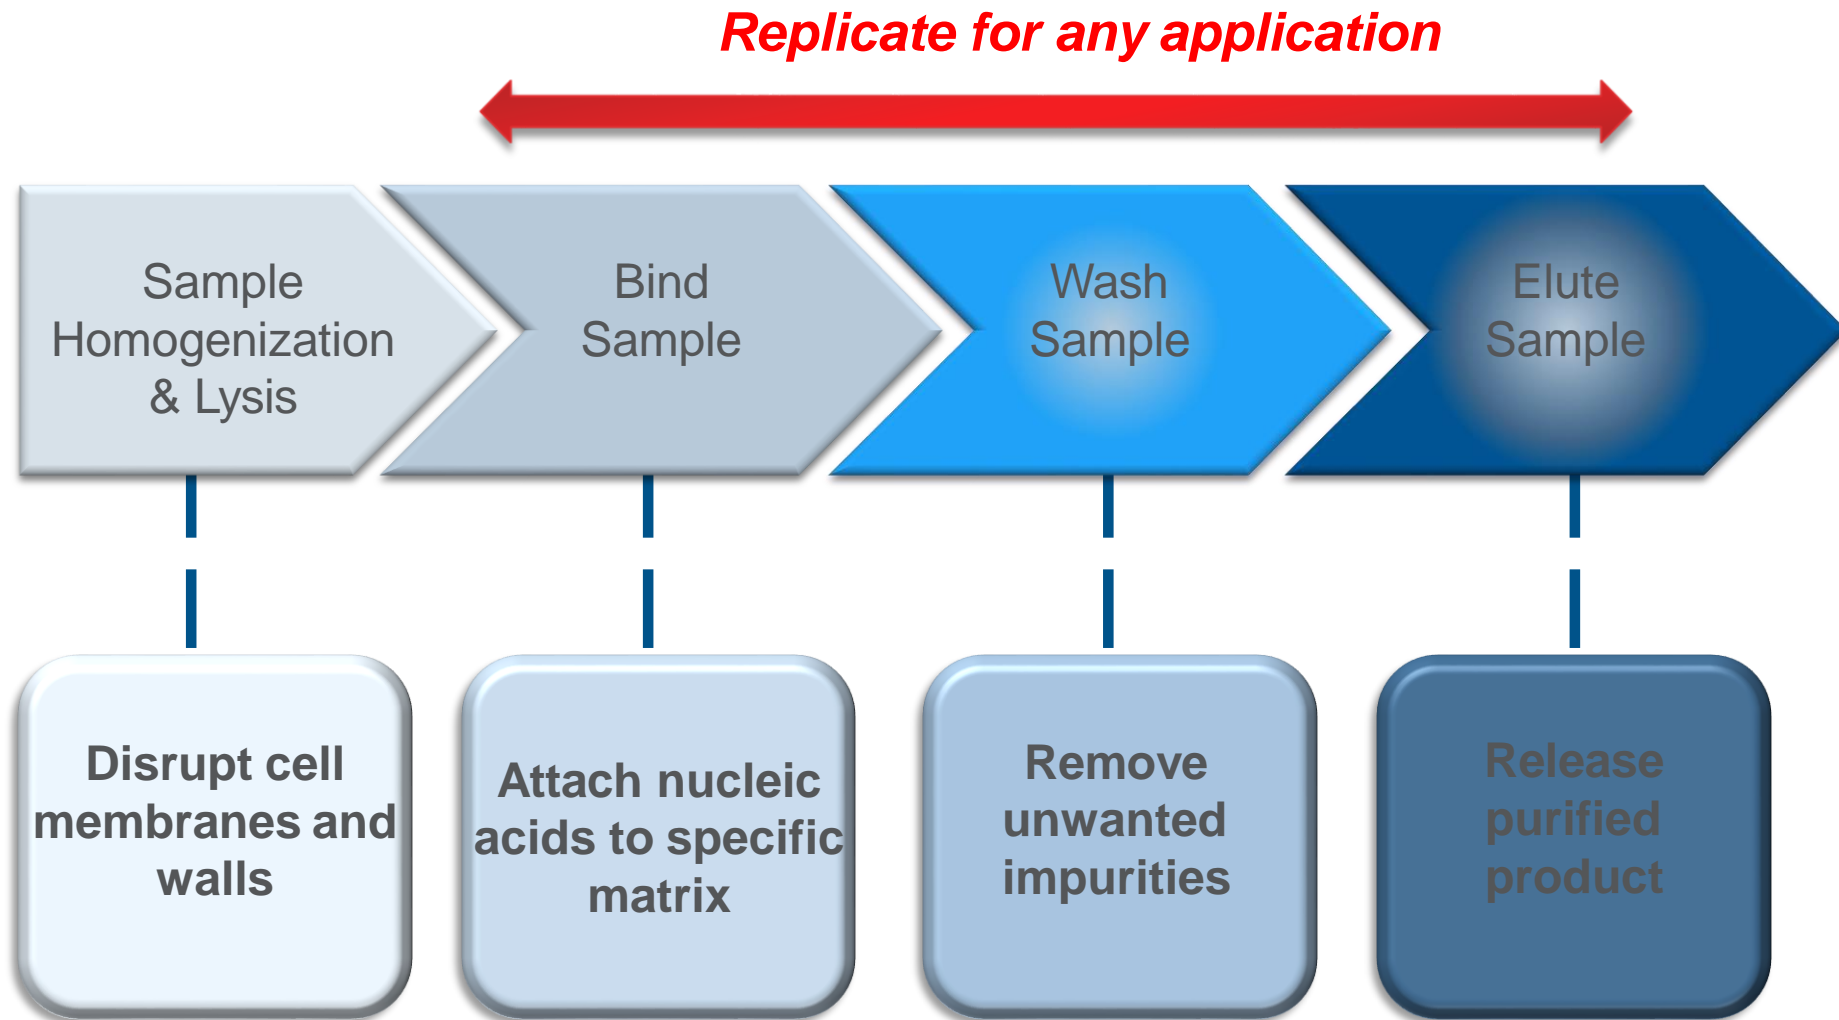 Replicate for any application
Sample
Homogenization
& Lysis
Bind
Sample
Wash
Sample
Elute
Sample
Disrupt cell
membranes and
walls
Attach nucleic
acids to specific
matrix
Remove
unwanted
impurities
Release
purified
product